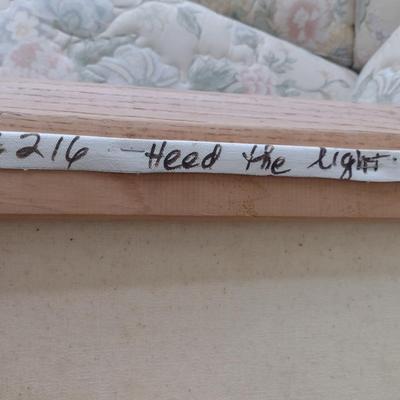 216 - Heed the light